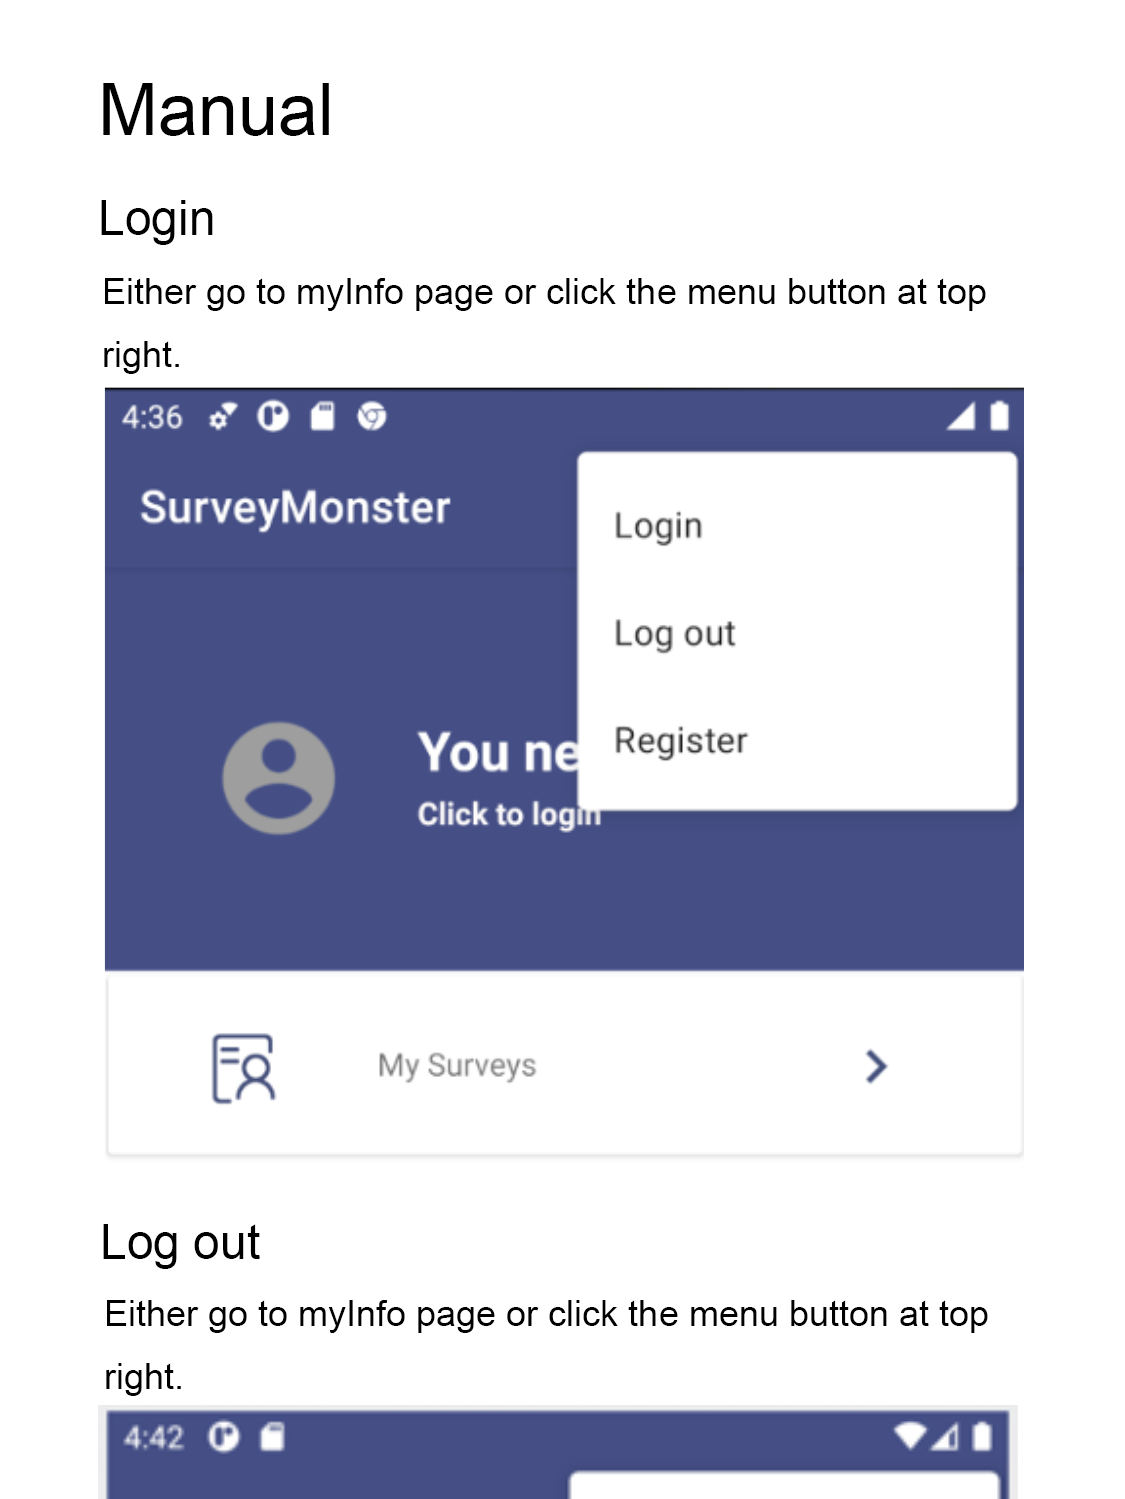 Manual
Login
Either go to myInfo page or click the menu button at top
right.
4:36
SurveyMonster
Login
Log out
Register
You ne
Click to login
My Surveys
Log out
Either go to myInfo page or click the menu button at top
right.
4:42